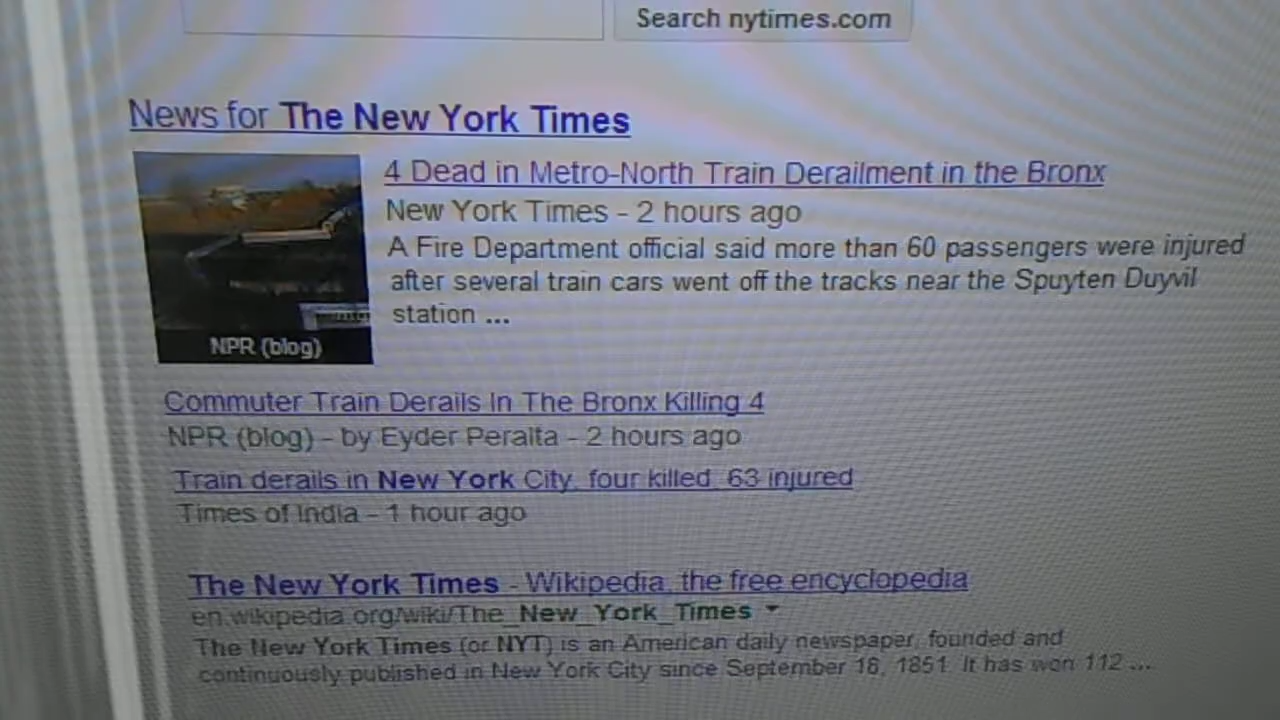 Search nytimes.com
News for The New York Times
4 Dead in Metro-North Train Derailment in the Bronx
New York Times - 2 hours ago
A Fire Department official said more than 60 passengers were injured
after several train cars went off the tracks near the Spuyten Duyvil
station ...
NPR (blog)
Commuter Train Derails In The Bronx Killing 4
NPR (blog) - by Eyder Peralta - 2 hours ago
Train derails in New York City, four killed, 63 injured
Times of India - 1 hour ago
The New York Times - Wikipedia, the free encyclopedia
en.wikipedia.org/wiki/The_New_York_Times
The New York Times (or NYT) is an American daily newspaper, founded and
continuously published in New York City since September 18, 1851. It has won 112 ...